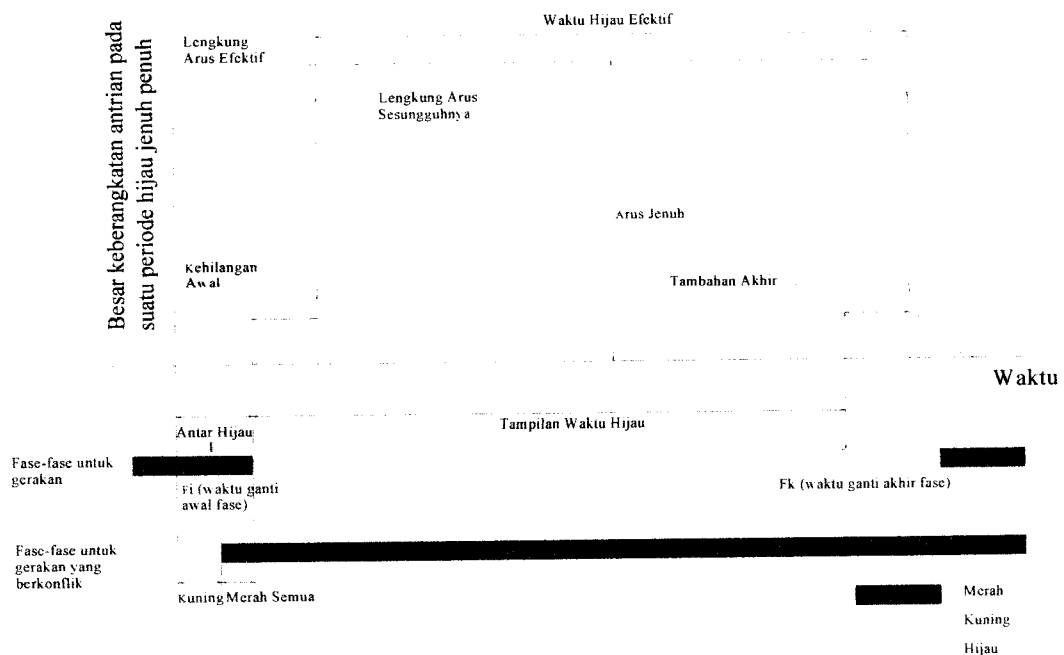 Besar keberangkatan antrian pada
suatu periode hijau jenuh penuh
Waktu Hijau Efektif
Lengkung
Arus Efektif
Lengkung Arus
Sesungguhnya
Arus Jenuh
Kehilangan
Awal
Tambahan Akhir
Waktu
Antar Hijau
Tampilan Waktu Hijau
Fase-fase untuk
gerakan
Fi (waktu ganti
awal fase)
Fk (waktu ganti akhir fase)
Fase-fase untuk
gerakan yang
berkonflik
Kuning Merah Semua
Merah
Kuning
Hijau